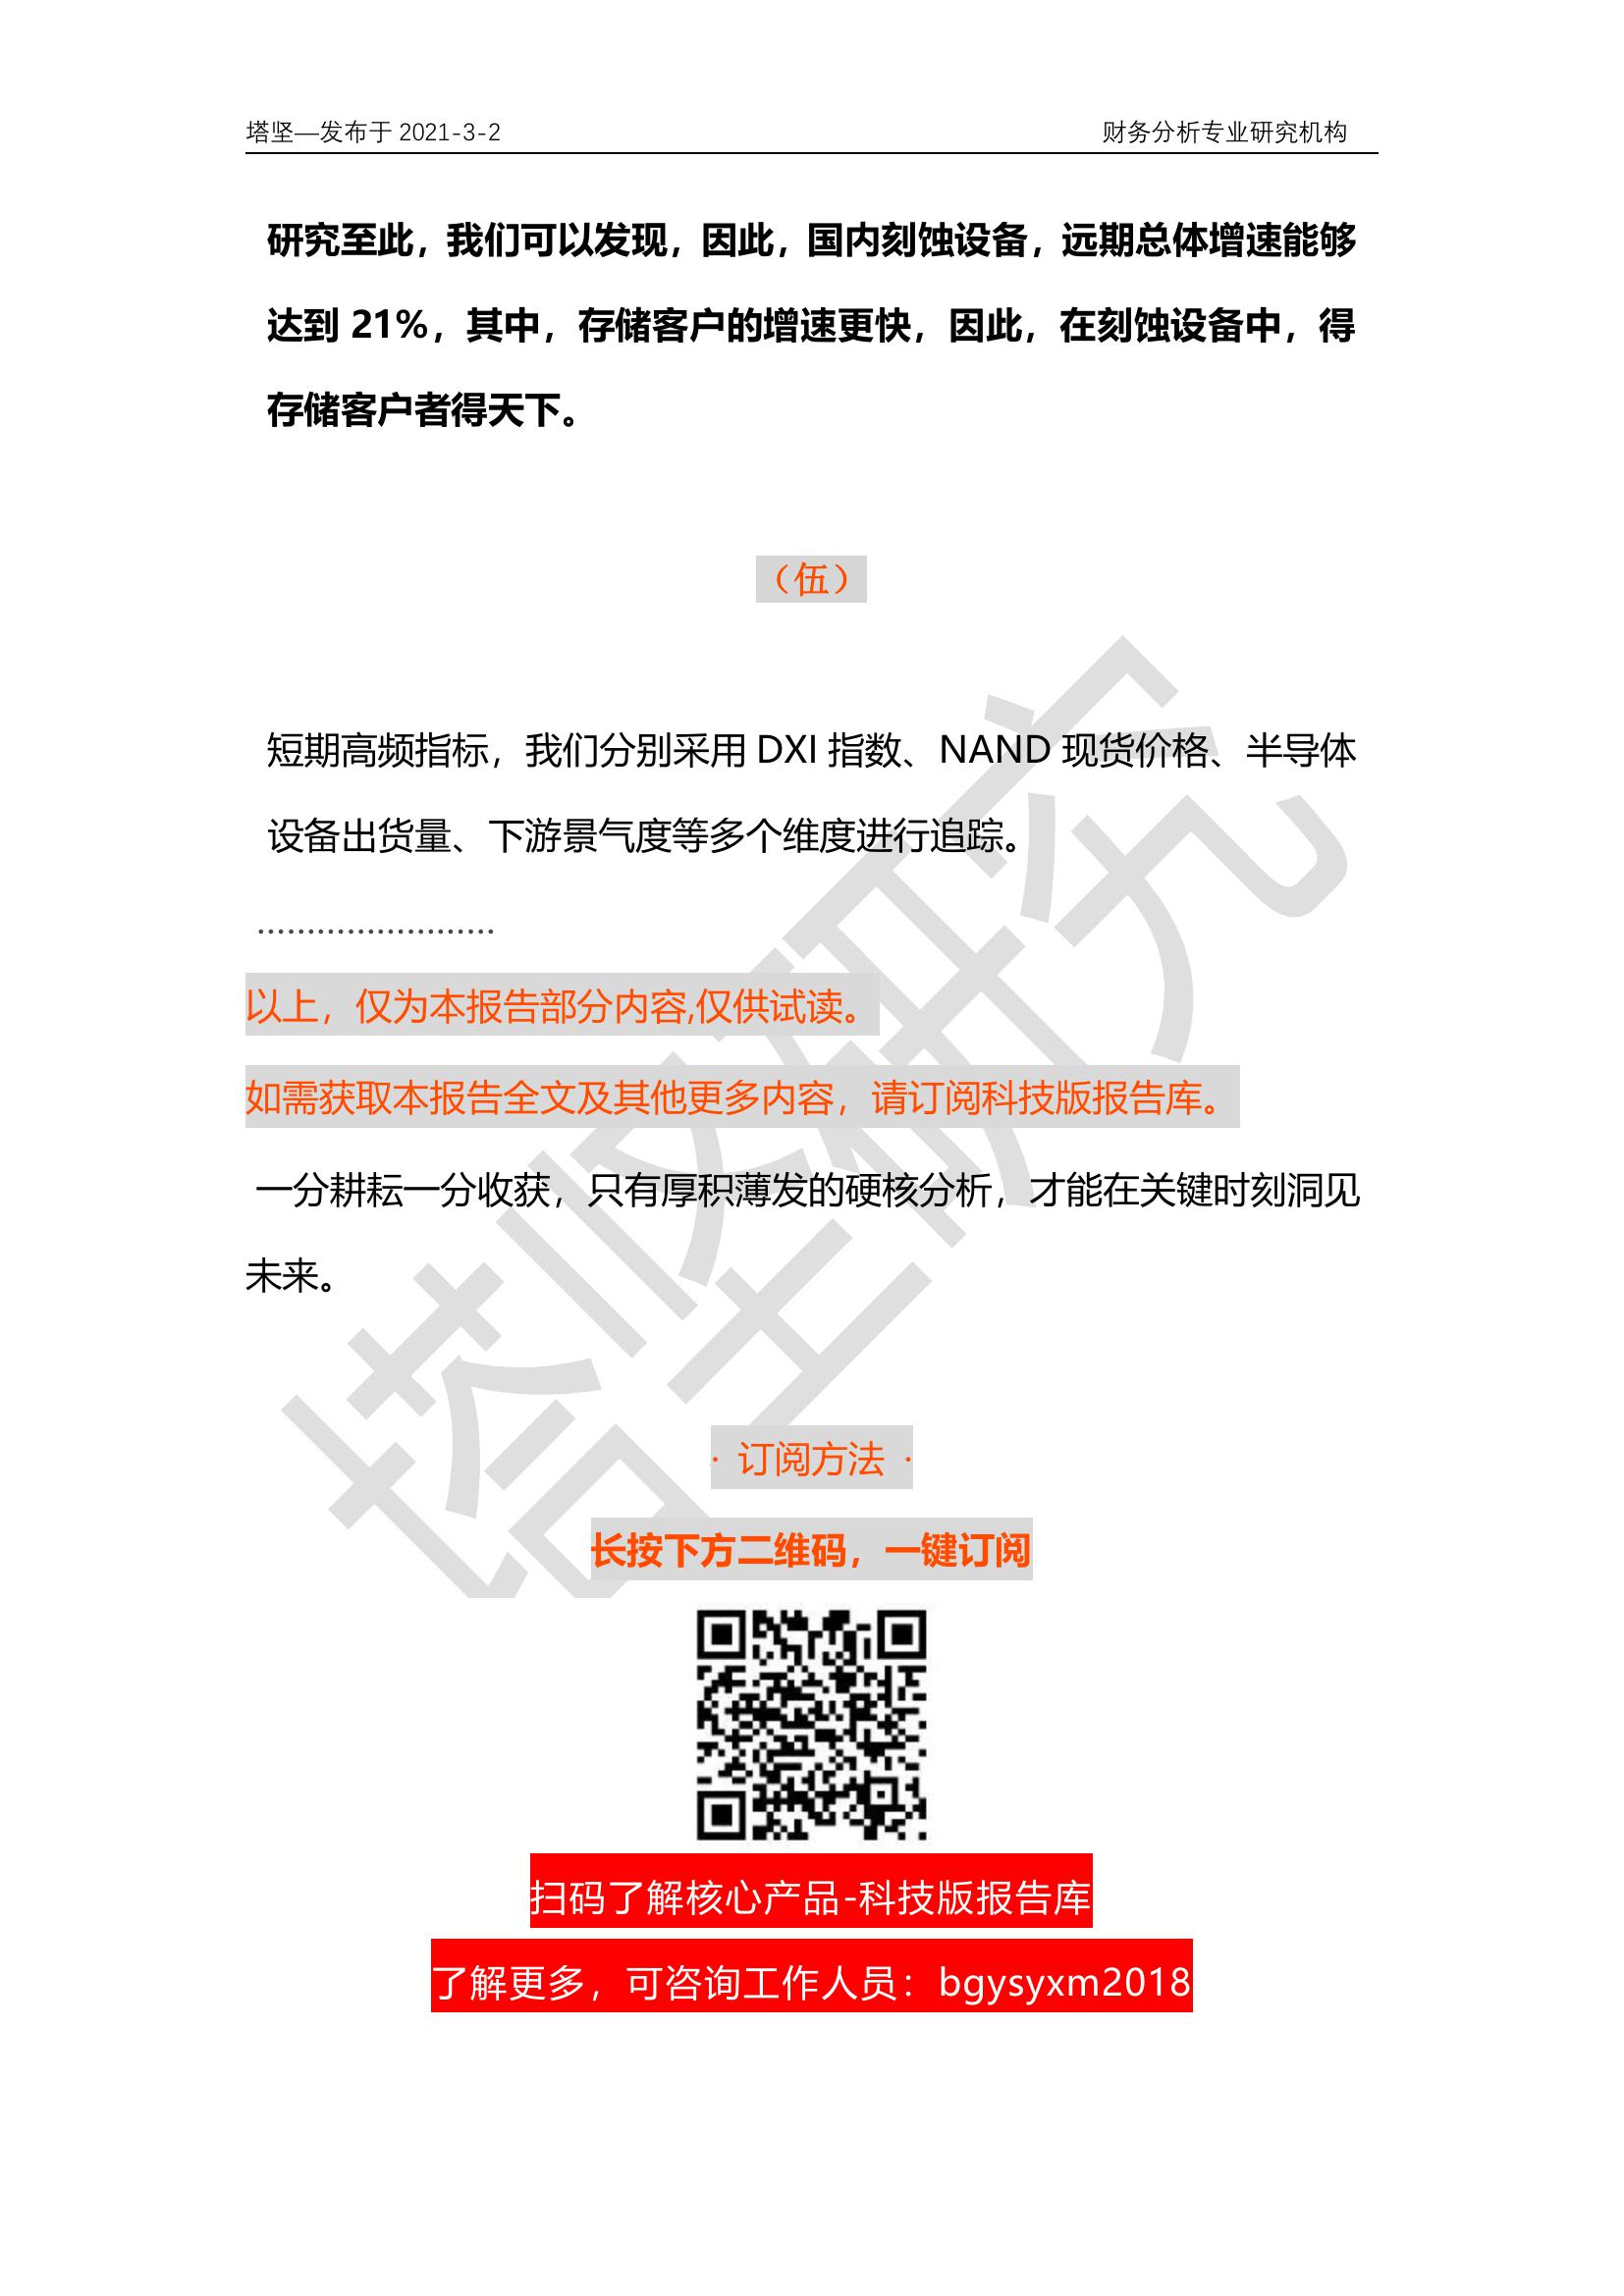 塔坚—发布于 2021-3-2 财务分析专业研究机构
研究至此，我们可以发现，因此，国内刻蚀设备，远期总体增速能够
达到 21%，其中，存储客户的增速更快，因此，在刻蚀设备中，得
存储客户者得天下。
（伍）
短期高频指标，我们分别采用 DXI 指数、NAND 现货价格、半导体
设备出货量、下游景气度等多个维度进行追踪。
……………………
以上，仅为本报告部分内容,仅供试读。
如需获取本报告全文及其他更多内容，请订阅科技版报告库。
一分耕耘一分收获，只有厚积薄发的硬核分析，才能在关键时刻洞见
未来。
· 订阅方法 ·
长按下方二维码，一键订阅
扫码了解核心产品-科技版报告库
了解更多，可咨询工作人员：bgysyxm2018
塔坚研究